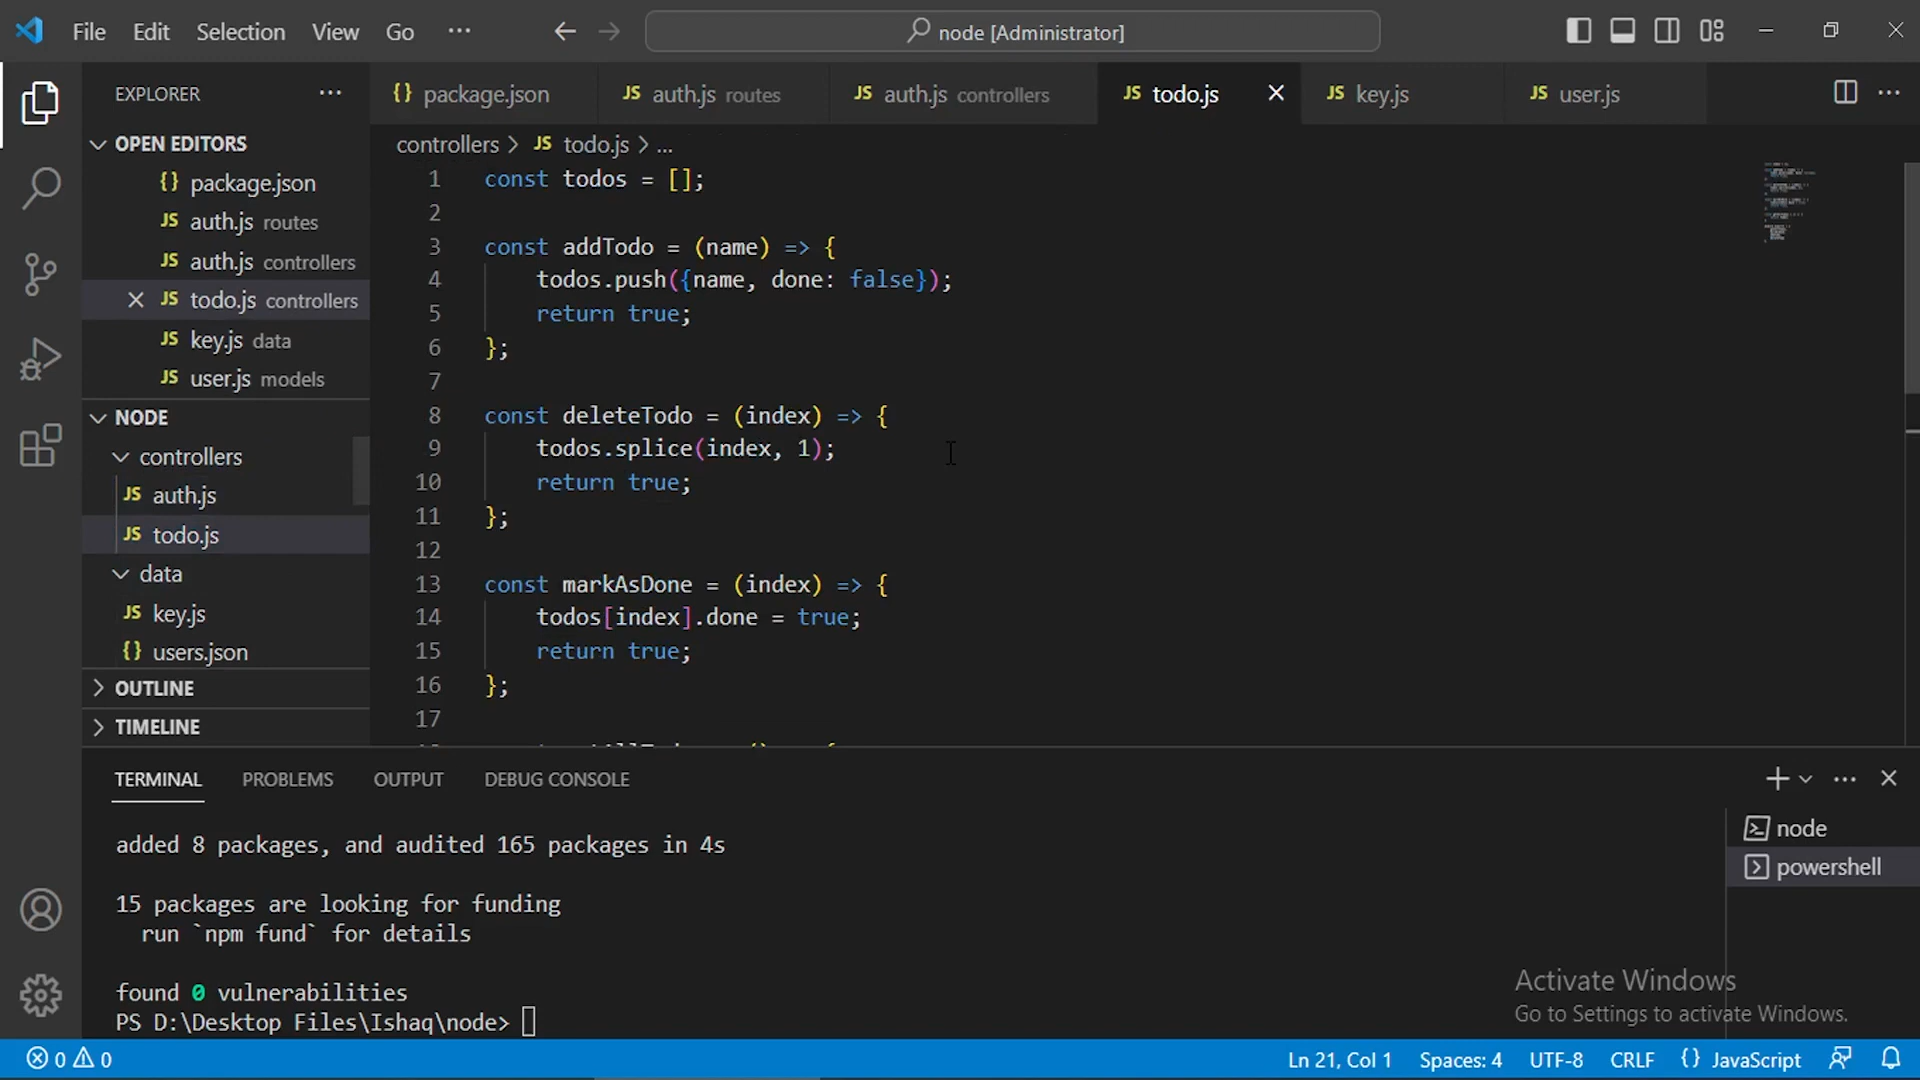 File Edit Selection View Go ··· node [Administrator]
EXPLORER ···
{} package.json
JS auth.js routes
JS auth.js controllers
JS todo.js
JS key.js
JS user.js
OPEN EDITORS
{} package.json
JS auth.js routes
JS auth.js controllers
JS todo.js controllers
JS key.js data
JS user.js models
NODE
controllers
JS auth.js
JS todo.js
data
JS key.js
{} users.json
OUTLINE
TIMELINE
controllers > JS todo.js > ...
1 const todos = [];
2
3 const addTodo = (name) => {
4 todos.push({name, done: false});
5 return true;
6 };
7
8 const deleteTodo = (index) => {
9 todos.splice(index, 1);
10 return true;
11 };
12
13 const markAsDone = (index) => {
14 todos[index].done = true;
15 return true;
16 };
17
TERMINAL PROBLEMS OUTPUT DEBUG CONSOLE
added 8 packages, and audited 165 packages in 4s
15 packages are looking for funding
run `npm fund` for details
found 0 vulnerabilities
PS D:\Desktop Files\Ishaq\node>
node
powershell
Activate Windows
Go to Settings to activate Windows.
0 0 Ln 21, Col 1 Spaces: 4 UTF-8 CRLF {} JavaScript